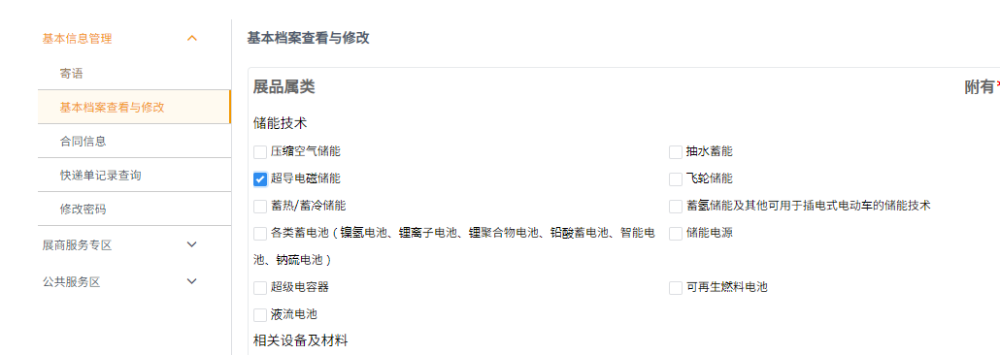 基本信息管理
寄语
基本档案查看与修改
合同信息
快递单记录查询
修改密码
展商服务专区
公共服务区
基本档案查看与修改
展品属类
附有*
储能技术
压缩空气储能
抽水蓄能
超导电磁储能
飞轮储能
蓄热/蓄冷储能
蓄氢储能及其他可用于插电式电动车的储能技术
各类蓄电池（镍氢电池、锂离子电池、锂聚合物电池、铅酸蓄电池、智能电
池、钠硫电池）
储能电源
超级电容器
可再生燃料电池
液流电池
相关设备及材料